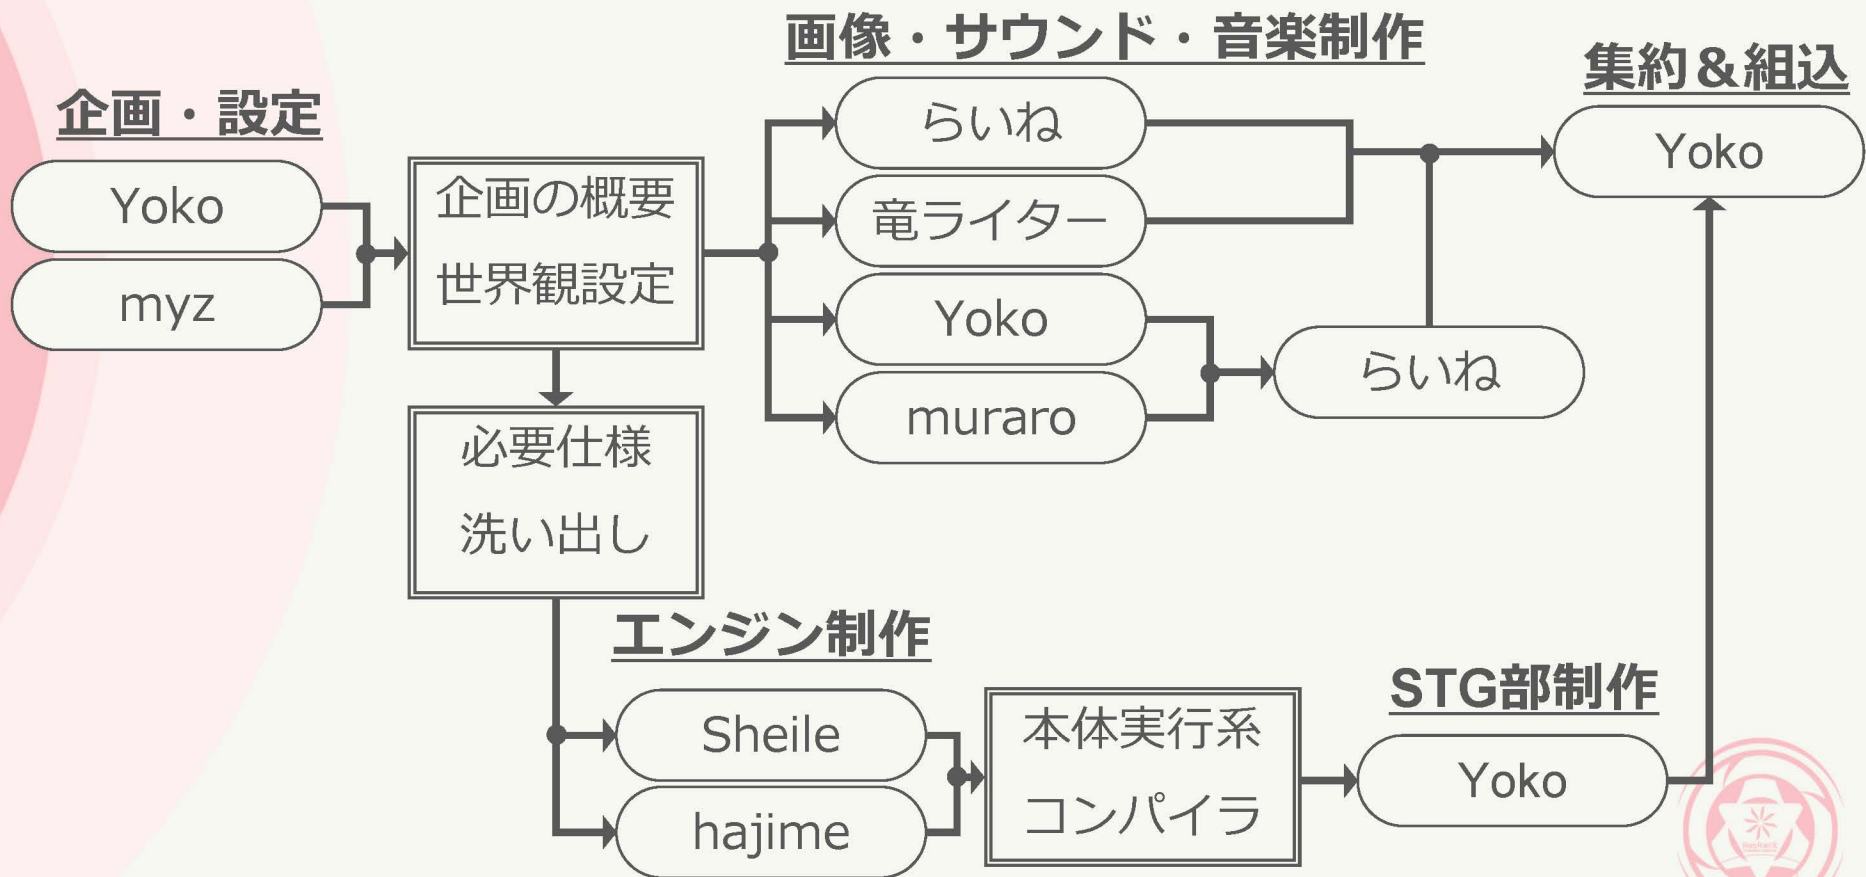 企画・設定
Yoko
myz
企画の概要
世界観設定
必要仕様
洗い出し
画像・サウンド・音楽制作
らいね
竜ライター
Yoko
muraro
らいね
集約＆組込
Yoko
エンジン制作
Sheile
hajime
本体実行系
コンパイラ
STG部制作
Yoko